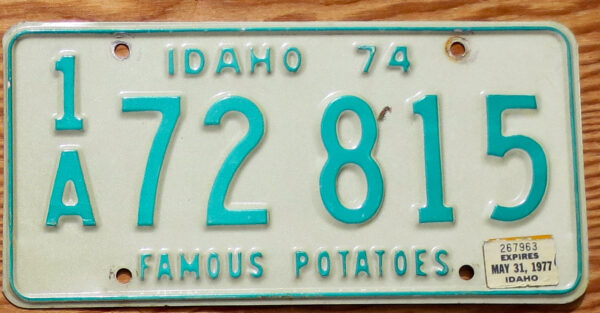 IDAHO 74
1
A
72 815
FAMOUS POTATOES
267963
EXPIRES
MAY 31, 1977
IDAHO